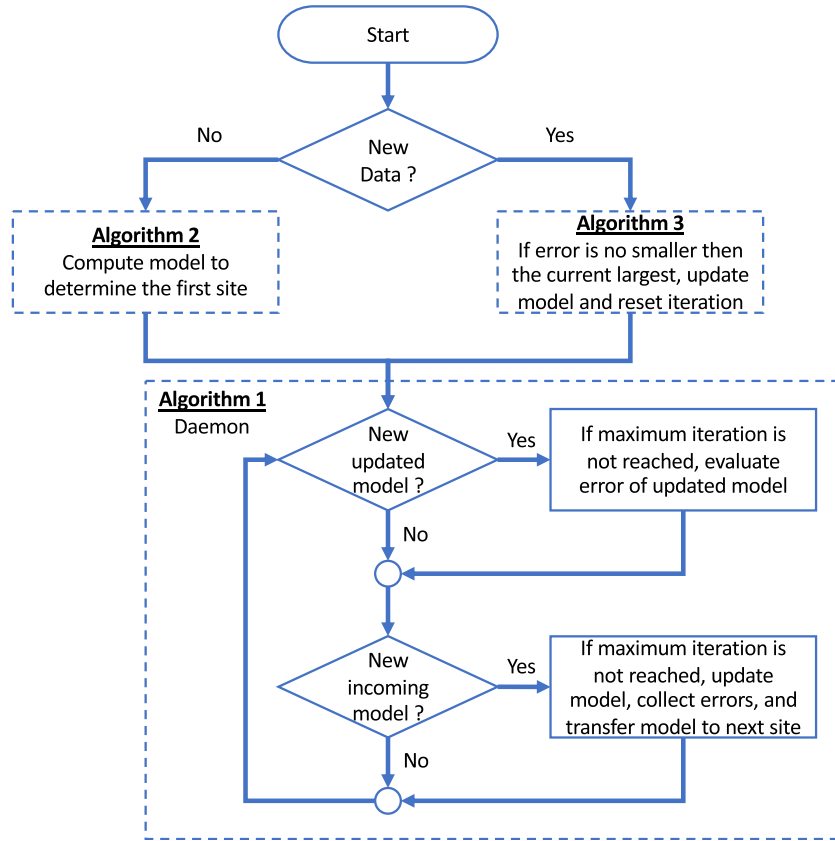 Start
New
Data ?
No
Yes
Algorithm 2
Compute model to
determine the first site
Algorithm 3
If error is no smaller then
the current largest, update
model and reset iteration
Algorithm 1
Daemon
New
updated
model ?
Yes
If maximum iteration is
not reached, evaluate
error of updated model
No
New
incoming
model ?
Yes
If maximum iteration is
not reached, update
model, collect errors, and
transfer model to next site
No